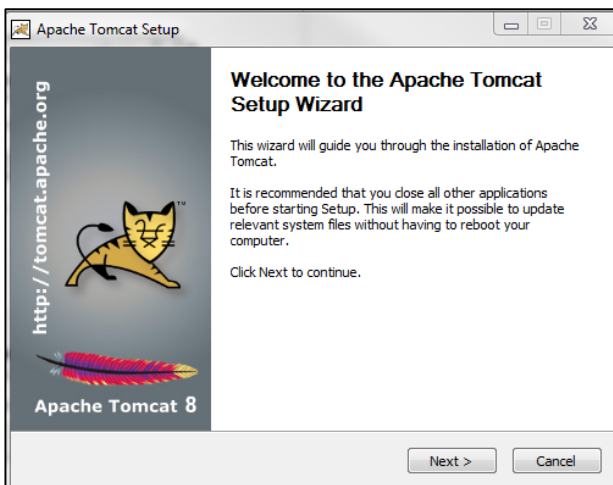 Apache Tomcat Setup
http://tomcat.apache.org
TM
Apache Tomcat 8
Welcome to the Apache Tomcat
Setup Wizard
This wizard will guide you through the installation of Apache
Tomcat.
It is recommended that you close all other applications
before starting Setup. This will make it possible to update
relevant system files without having to reboot your
computer.
Click Next to continue.
Next >
Cancel